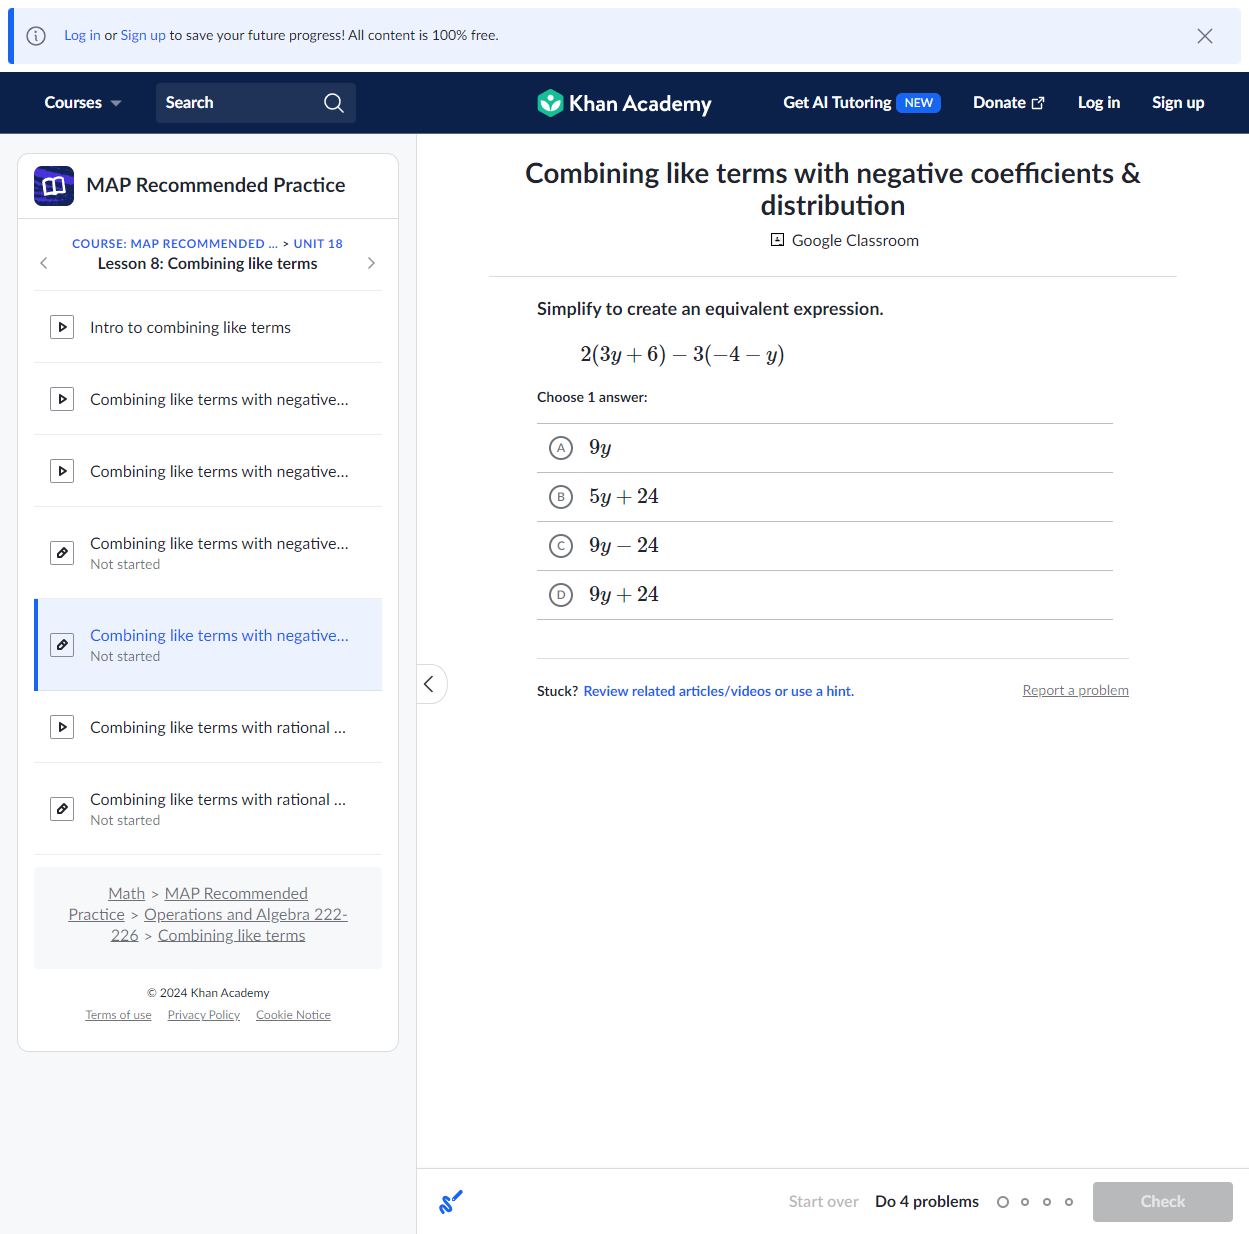 Log in or Sign up to save your future progress! All content is 100% free.
Courses
Search
Khan Academy
Get AI Tutoring NEW
Donate
Log in
Sign up
MAP Recommended Practice
COURSE: MAP RECOMMENDED ... > UNIT 18
Lesson 8: Combining like terms
Intro to combining like terms
Combining like terms with negative...
Combining like terms with negative...
Combining like terms with negative...
Not started
Combining like terms with negative...
Not started
Combining like terms with rational ...
Combining like terms with rational ...
Not started
Math > MAP Recommended
Practice > Operations and Algebra 222-
226 > Combining like terms
© 2024 Khan Academy
Terms of use Privacy Policy Cookie Notice
Combining like terms with negative coefficients &
distribution
Google Classroom
Simplify to create an equivalent expression.
2(3y + 6) − 3(−4 − y)
Choose 1 answer:
A 9y
B 5y + 24
C 9y − 24
D 9y + 24
Stuck? Review related articles/videos or use a hint.
Report a problem
Start over
Do 4 problems
Check